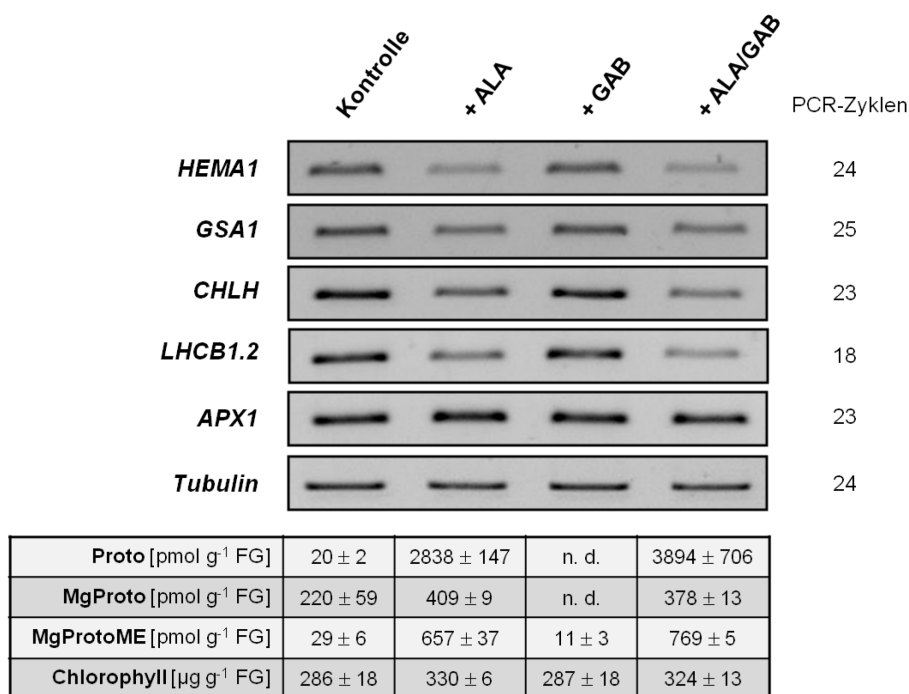 Kontrolle + ALA + GAB + ALA/GAB
PCR-Zyklen
HEMA1 24
GSA1 25
CHLH 23
LHCB1.2 18
APX1 23
Tubulin 24
Proto [pmol g-1 FG] 20 ± 2 2838 ± 147 n. d. 3894 ± 706
MgProto [pmol g-1 FG] 220 ± 59 409 ± 9 n. d. 378 ± 13
MgProtoME [pmol g-1 FG] 29 ± 6 657 ± 37 11 ± 3 769 ± 5
Chlorophyll [µg g-1 FG] 286 ± 18 330 ± 6 287 ± 18 324 ± 13